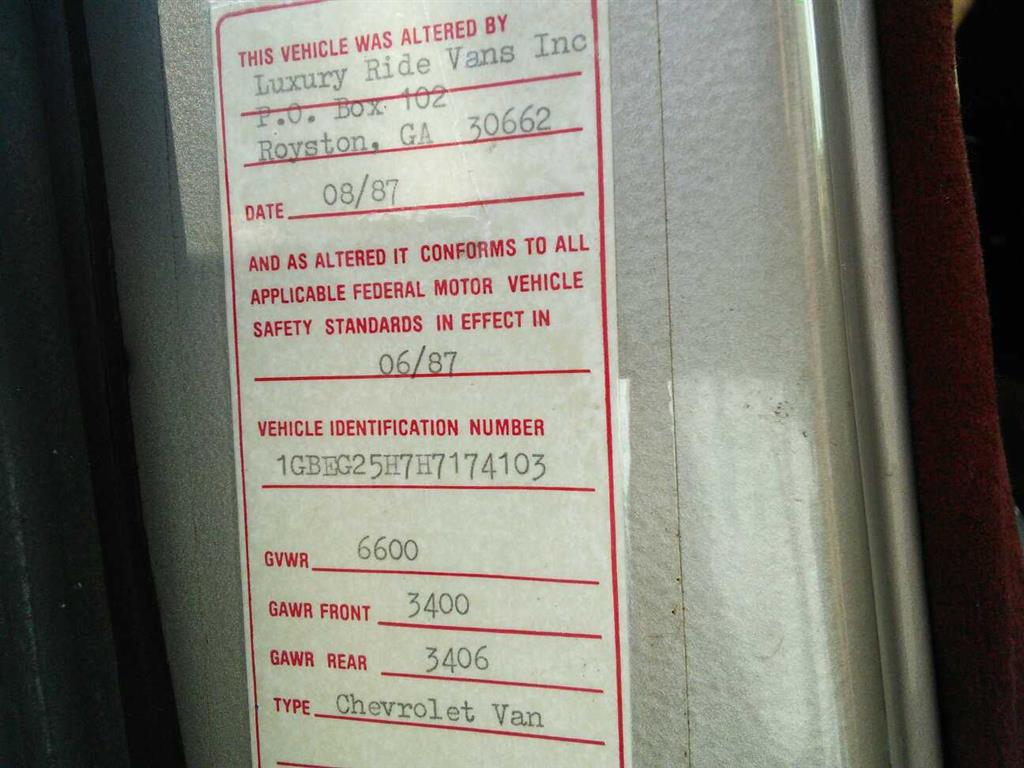 THIS VEHICLE WAS ALTERED BY
Luxury Ride Vans Inc
P.O. Box 102
Royston, GA 30662
DATE 08/87
AND AS ALTERED IT CONFORMS TO ALL
APPLICABLE FEDERAL MOTOR VEHICLE
SAFETY STANDARDS IN EFFECT IN
06/87
VEHICLE IDENTIFICATION NUMBER
1GBEG25H7H7174103
GVWR 6600
GAWR FRONT 3400
GAWR REAR 3406
TYPE Chevrolet Van